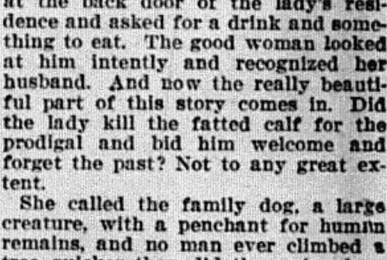 at the back door of the lady's resi-
dence and asked for a drink and some-
thing to eat. The good woman looked
at him intently and recognized her
husband. And now the really beauti-
ful part of this story comes in. Did
the lady kill the fatted calf for the
prodigal and bid him welcome and
forget the past? Not to any great ex-
tent.
She called the family dog, a large
creature, with a penchant for human
remains, and no man ever climbed a